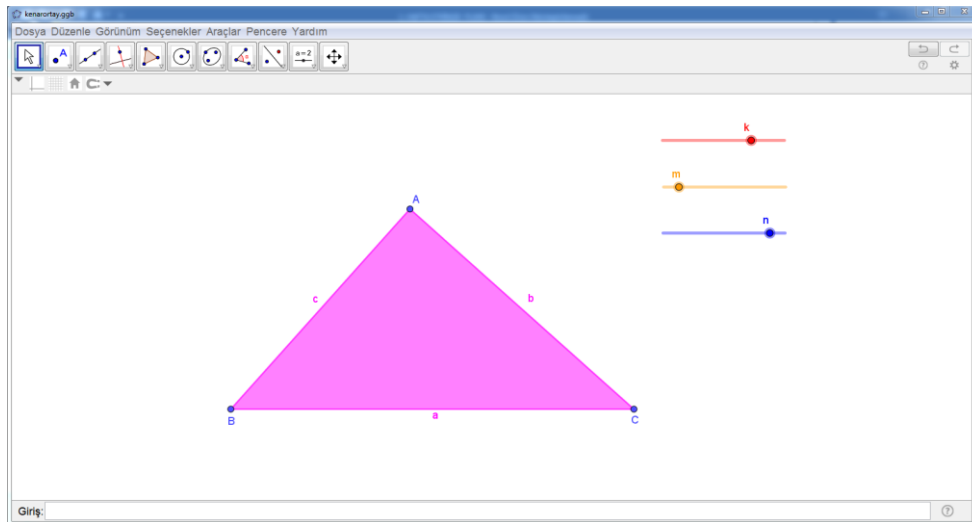 kenarortay.ggb
Dosya Düzenle Görünüm Seçenekler Araçlar Pencere Yardım
A
a=2
k
m
n
A
c
b
B
a
C
Giriş: